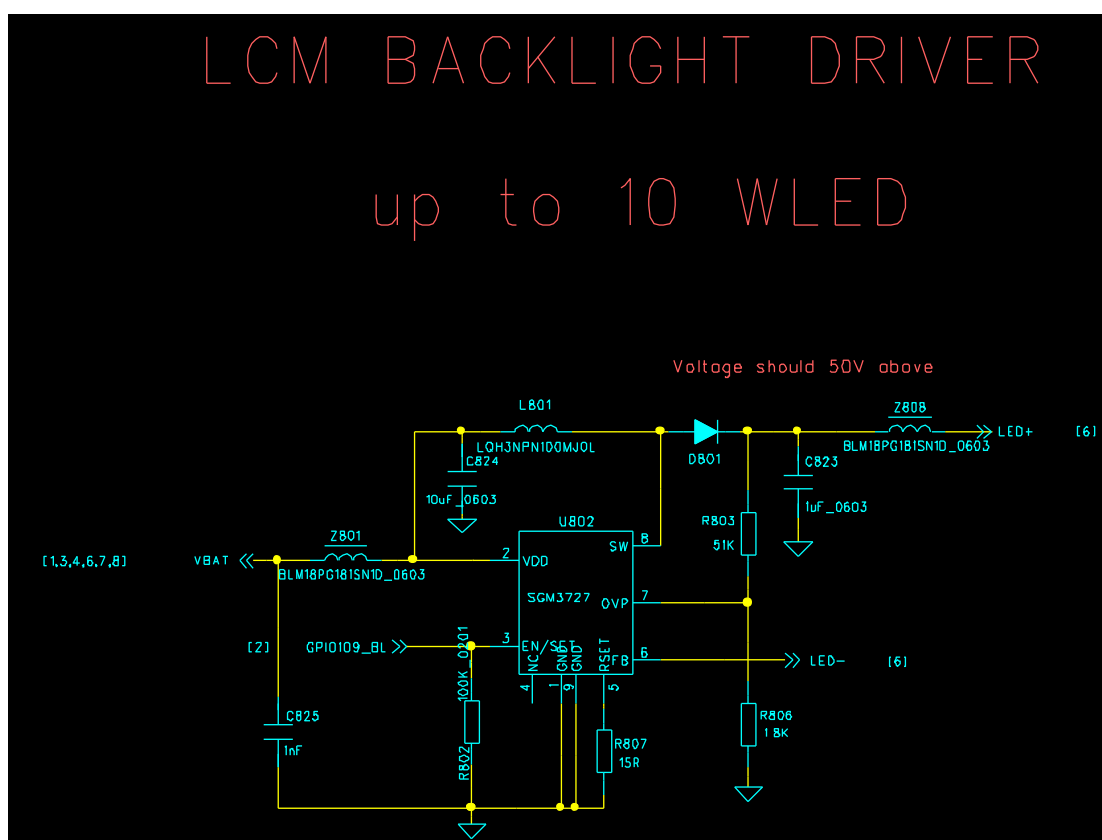 LCM BACKLIGHT DRIVER
up to 10 WLED
Voltage should 50V above
L801
LQH3NPN100MJ0L
C824
10uF_0603
D801
Z808
BLM18PG181SN1D_0603
LED+ [6]
C823
1uF_0603
R803
51K
U802
SW 8
[1,3,4,6,7,8] VBAT
Z801
BLM18PG181SN1D_0603
2 VDD
SGM3727
OVP 7
[2] GPIO109_BL
3 EN/SET
FB 6
LED- [6]
NC
GND
GND
RSET
4
1
9
5
100K_0201
R802
C825
1nF
R807
15R
R806
18K